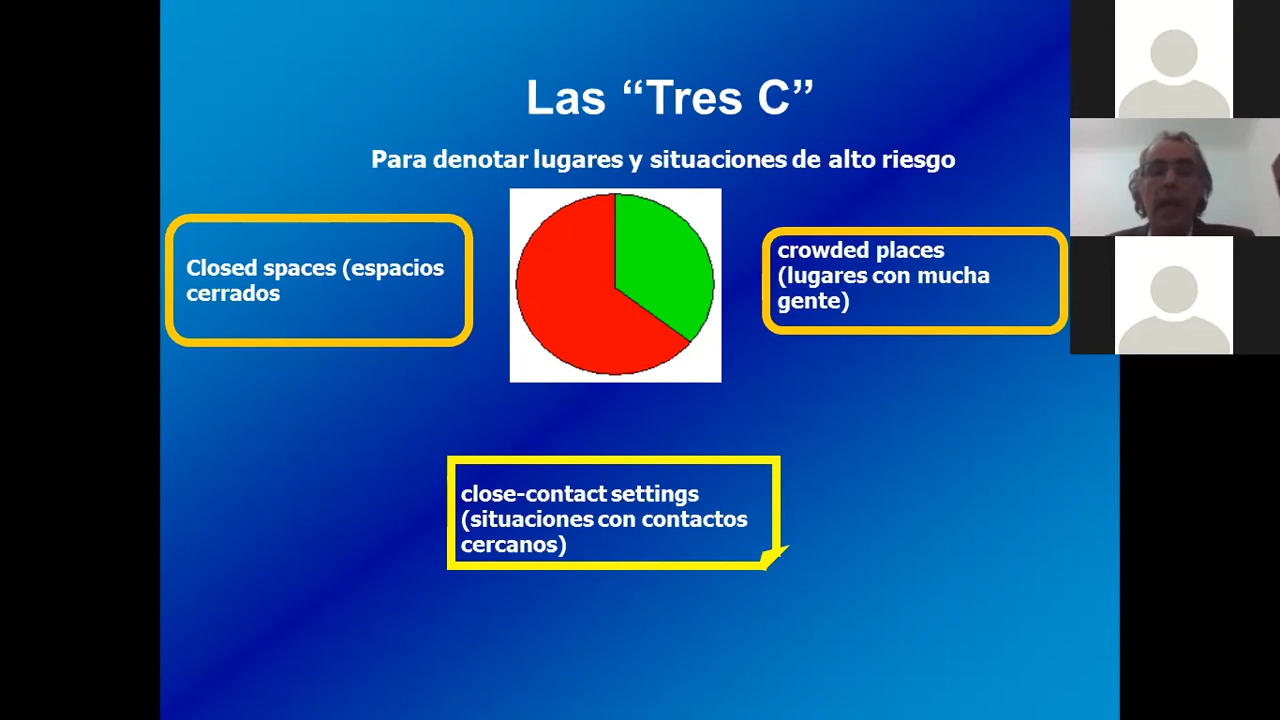 Las “Tres C”
Para denotar lugares y situaciones de alto riesgo
Closed spaces (espacios
cerrados
crowded places
(lugares con mucha
gente)
close-contact settings
(situaciones con contactos
cercanos)